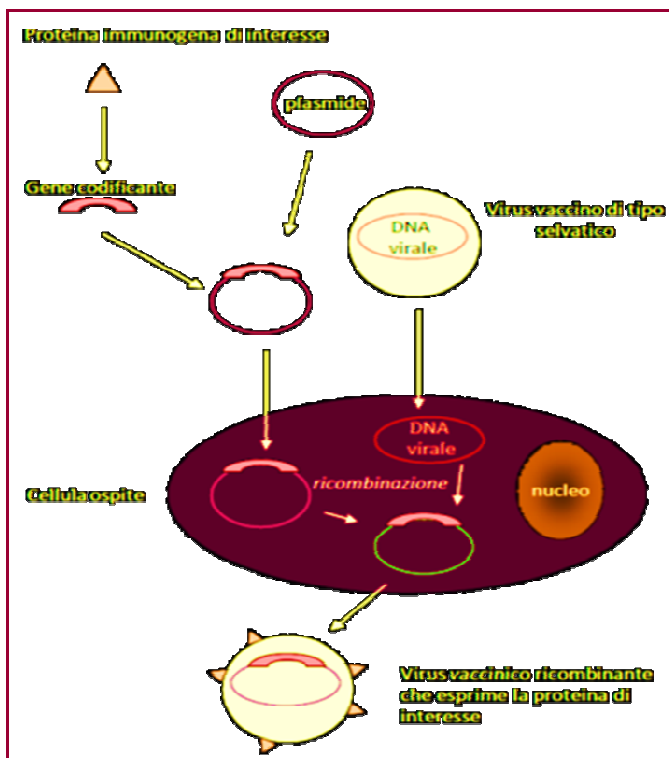 Proteina immunogena di interesse
plasmide
Gene codificante
Virus vaccino di tipo
selvatico
DNA
virale
DNA
virale
ricombinazione
nucleo
Cellula ospite
Virus vaccinico ricombinante
che esprime la proteina di
interesse